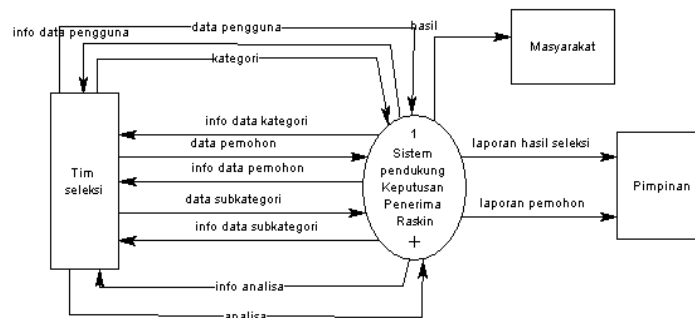 data pengguna
hasil
info data pengguna
kategori
Masyarakat
info data kategori
data pemohon
info data pemohon
data subkategori
info data subkategori
Tim
seleksi
1
Sistem
pendukung
Keputusan
Penerima
Raskin
+
laporan hasil seleksi
laporan pemohon
Pimpinan
info analisa
analisa